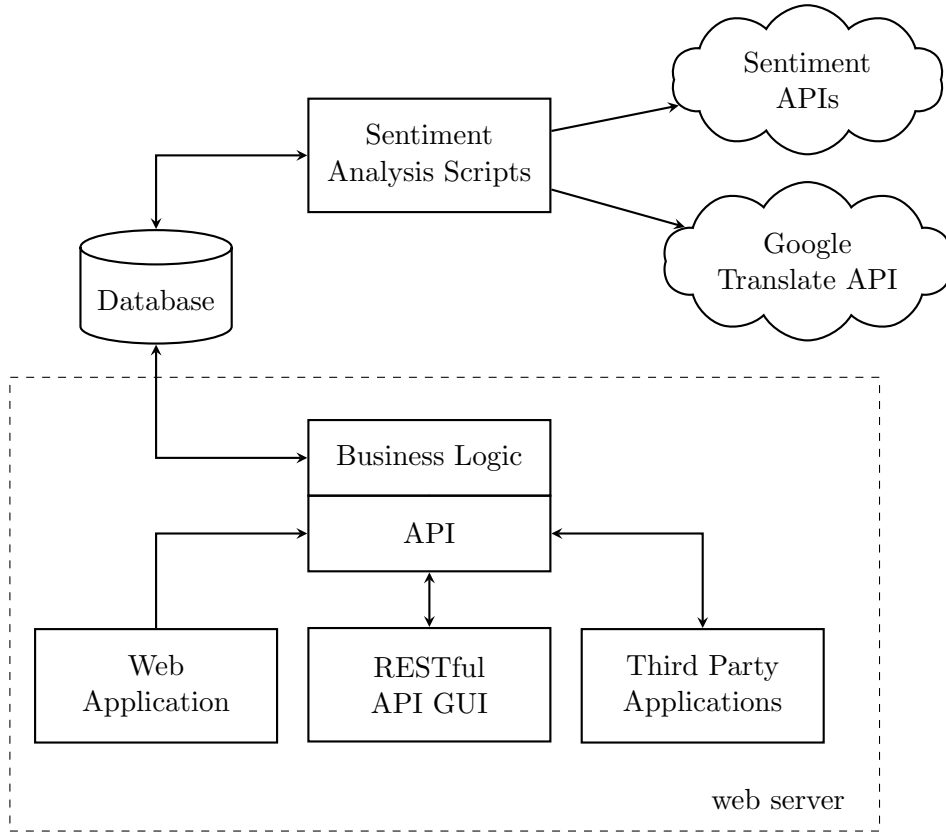 Sentiment
APIs
Sentiment
Analysis Scripts
Google
Translate API
Database
Business Logic
API
Web
Application
RESTful
API GUI
Third Party
Applications
web server